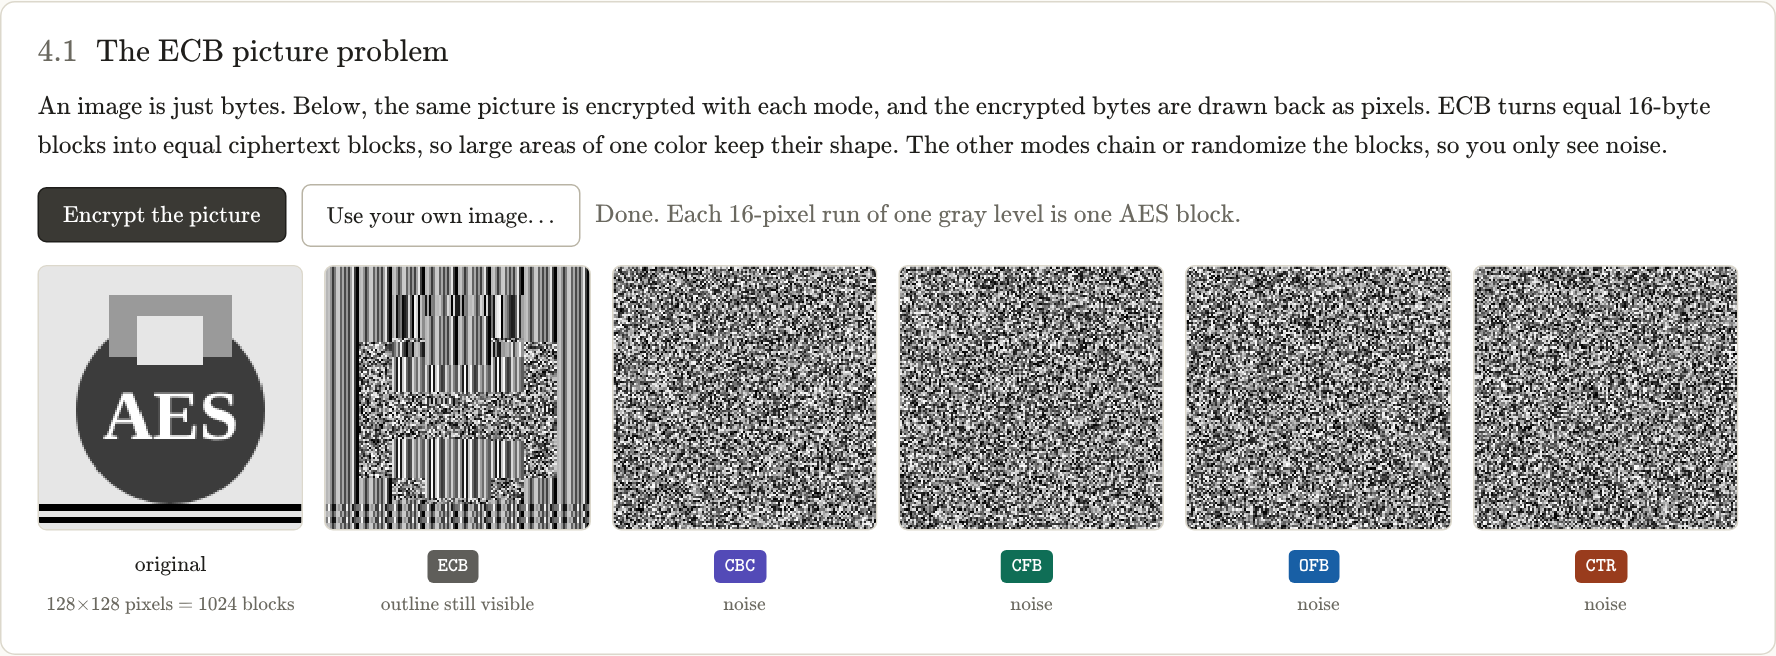 4.1 The ECB picture problem
An image is just bytes. Below, the same picture is encrypted with each mode, and the encrypted bytes are drawn back as pixels. ECB turns equal 16-byte
blocks into equal ciphertext blocks, so large areas of one color keep their shape. The other modes chain or randomize the blocks, so you only see noise.
Encrypt the picture
Use your own image...
Done. Each 16-pixel run of one gray level is one AES block.
AES
original
128×128 pixels = 1024 blocks
ECB
outline still visible
CBC
noise
CFB
noise
OFB
noise
CTR
noise